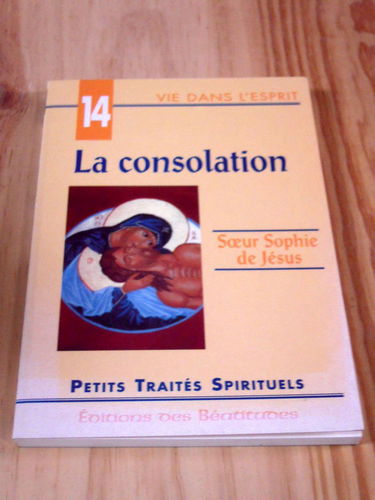 14
VIE DANS L'ESPRIT
La consolation
Sœur Sophie
de Jésus
PETITS TRAITÉS SPIRITUELS
Éditions des Béatitudes